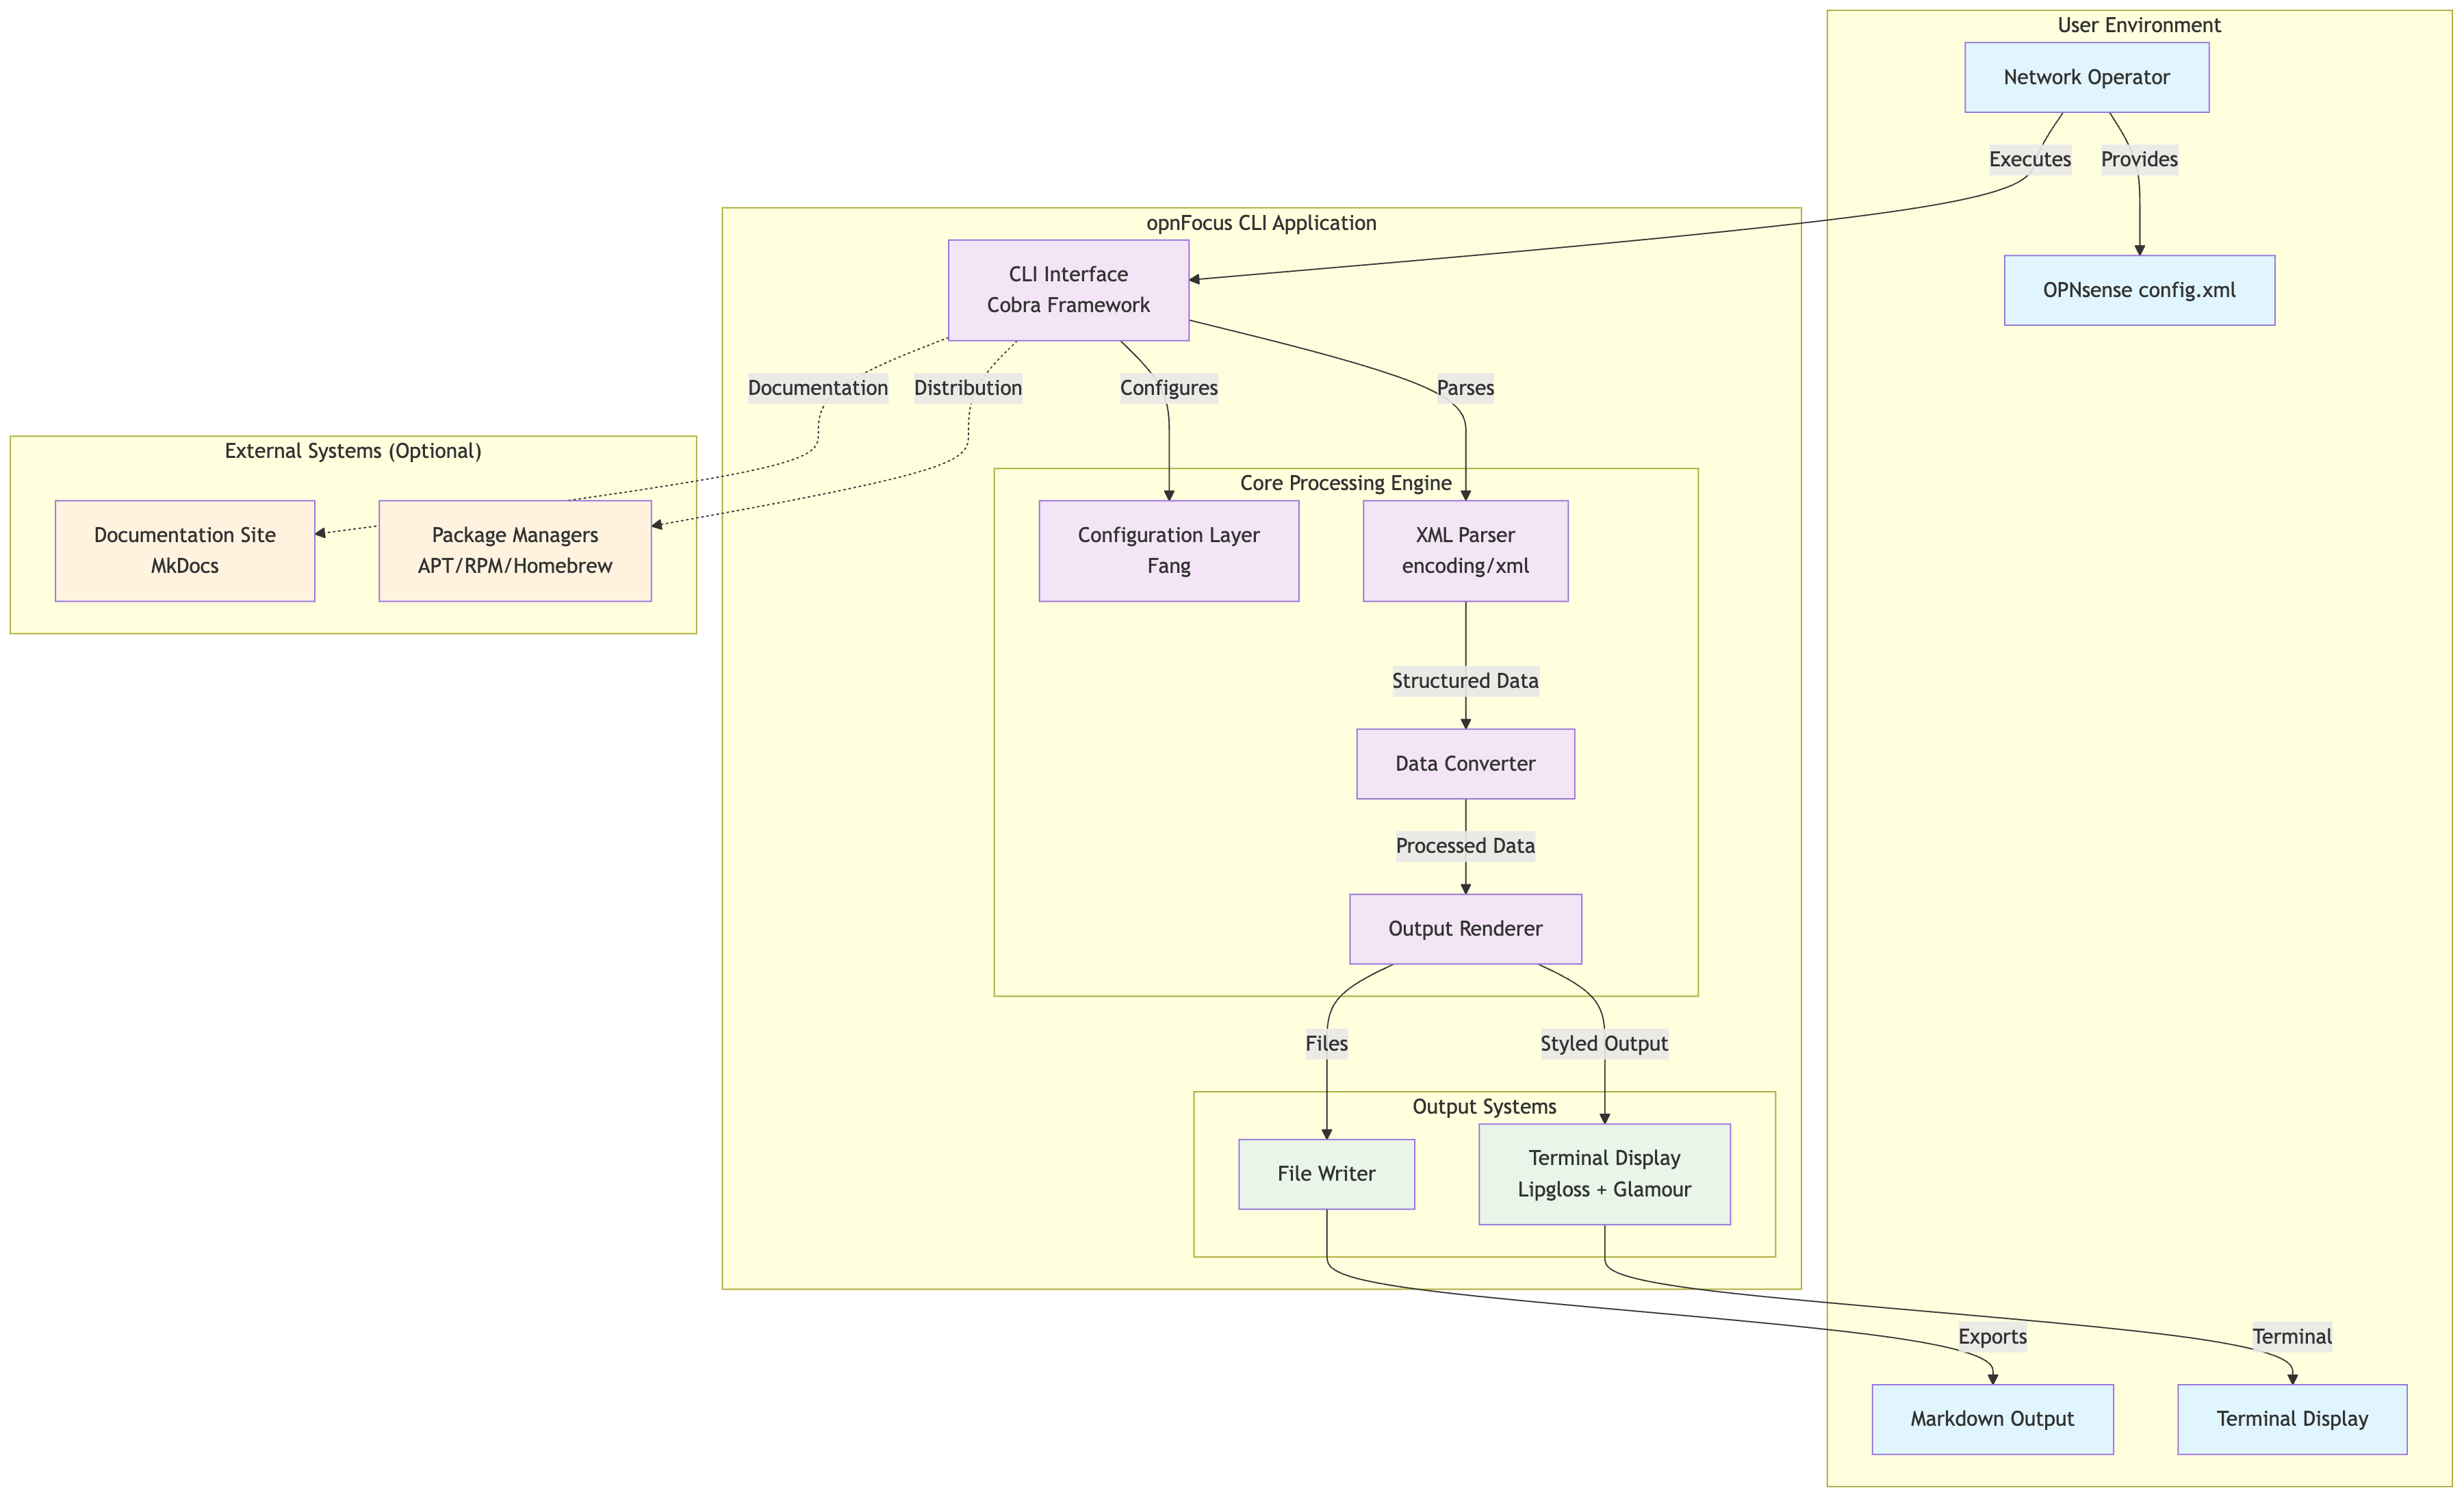 User Environment
Network Operator
Executes
Provides
opnFocus CLI Application
CLI Interface
Cobra Framework
OPNsense config.xml
Documentation
Distribution
Configures
Parses
External Systems (Optional)
Core Processing Engine
Documentation Site
MkDocs
Package Managers
APT/RPM/Homebrew
Configuration Layer
Fang
XML Parser
encoding/xml
Structured Data
Data Converter
Processed Data
Output Renderer
Files
Styled Output
Output Systems
File Writer
Terminal Display
Lipgloss + Glamour
Exports
Terminal
Markdown Output
Terminal Display